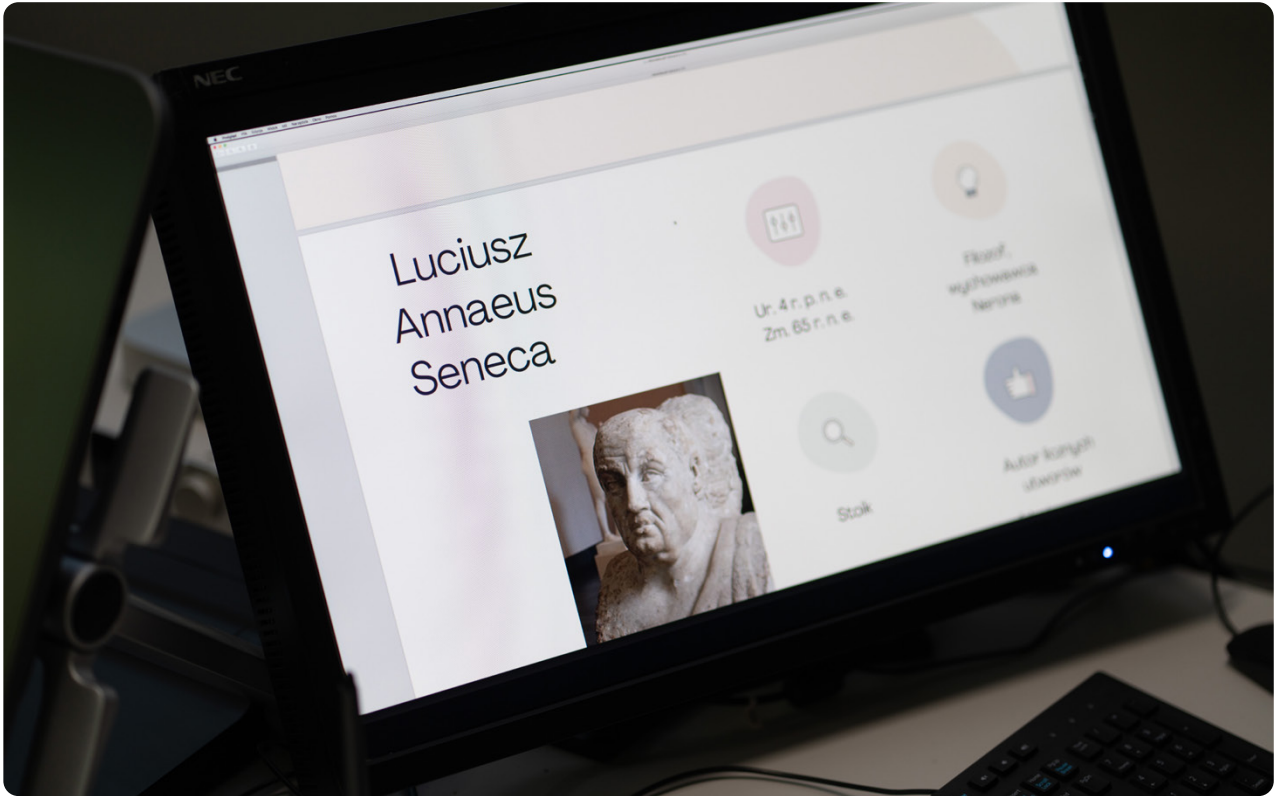 NEC
Luciusz
Annaeus
Seneca
Ur. 4 r. p. n. e.
Zm. 65 r. n. e.
Filozof,
wychowawca
Nerona
Stoik
Autor licznych
utworów